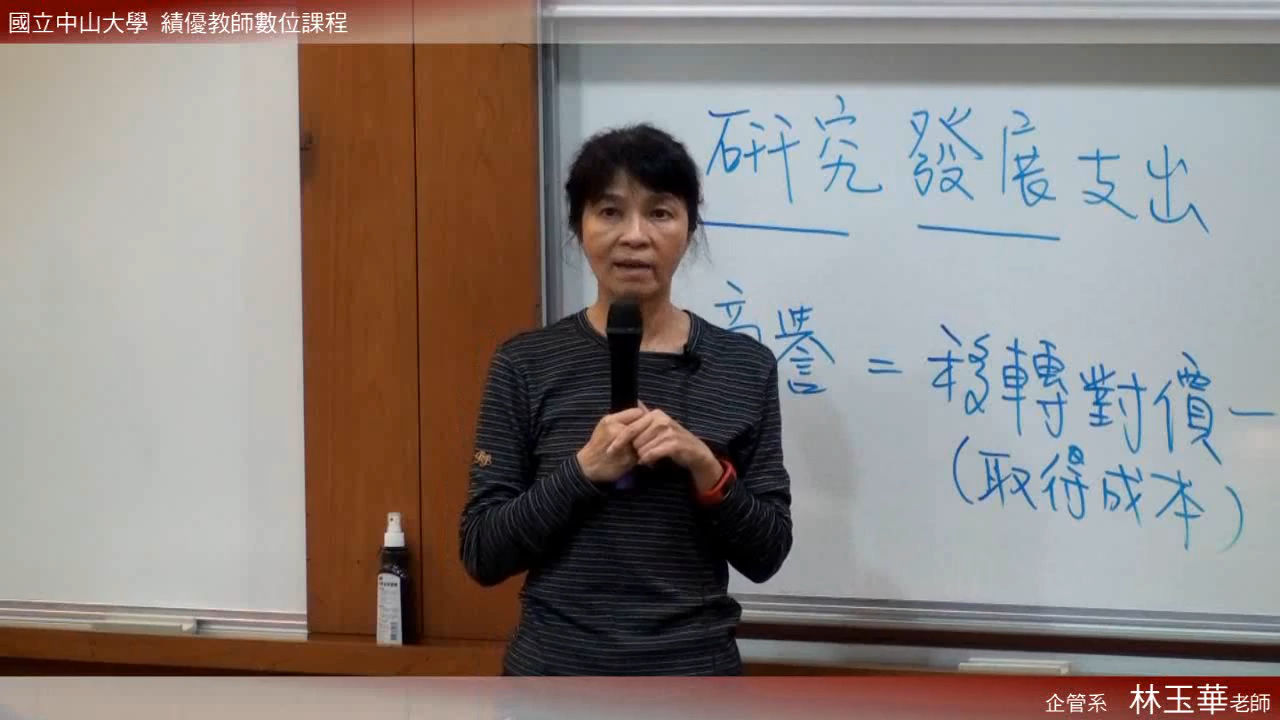 國立中山大學 績優教師數位課程
研究發展支出
商譽 = 移轉對價 –
(取得成本)
企管系 林玉華老師